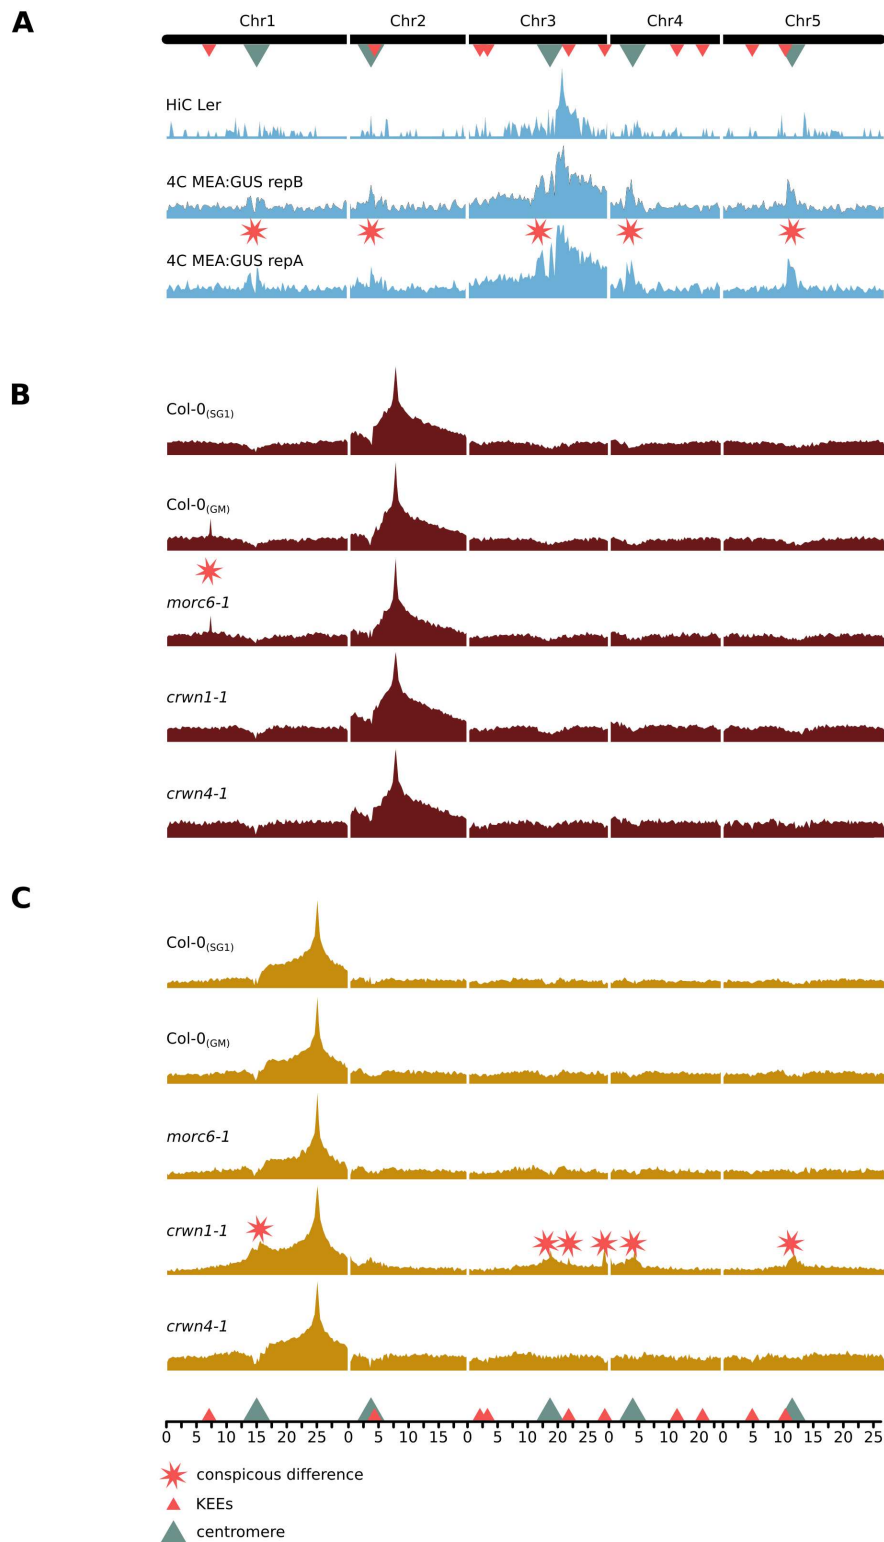 A
Chr1 Chr2 Chr3 Chr4 Chr5
HiC Ler
4C MEA:GUS repB
4C MEA:GUS repA
B
Col-0(SG1)
Col-0(GM)
morc6-1
crwn1-1
crwn4-1
C
Col-0(SG1)
Col-0(GM)
morc6-1
crwn1-1
crwn4-1
0 5 10 15 20 25 0 5 10 15 0 5 10 15 20 0 5 10 15 0 5 10 15 20 25
conspicous difference
KEEs
centromere